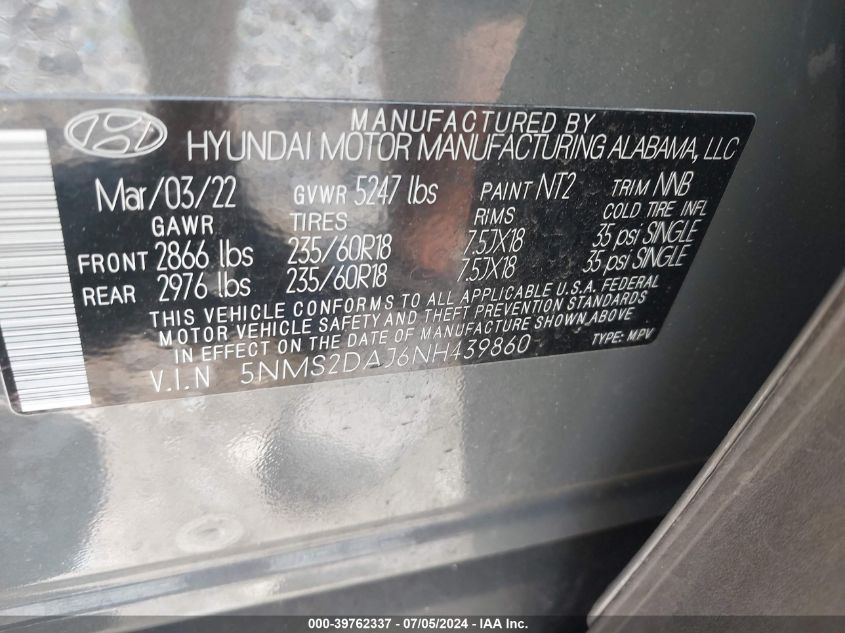 MANUFACTURED BY
HYUNDAI MOTOR MANUFACTURING ALABAMA, LLC
Mar/03/22 GVWR 5247 lbs PAINT NT2 TRIM NNB
GAWR TIRES RIMS COLD TIRE INFL
FRONT 2866 lbs 235/60R18 7.5JX18 35 psi SINGLE
REAR 2976 lbs 235/60R18 7.5JX18 35 psi SINGLE
THIS VEHICLE CONFORMS TO ALL APPLICABLE U.S.A. FEDERAL
MOTOR VEHICLE SAFETY AND THEFT PREVENTION STANDARDS
IN EFFECT ON THE DATE OF MANUFACTURE SHOWN ABOVE
V.I.N 5NMS2DAJ6NH439860 TYPE: MPV
000-39762337 - 07/05/2024 - IAA Inc.